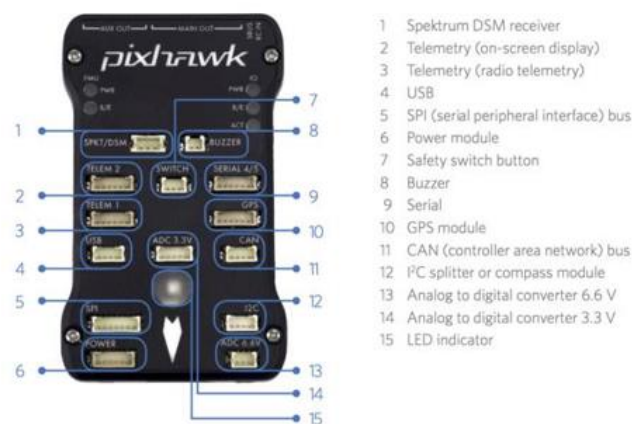 AUX OUT MAIN OUT SBUS
pixhawk
FMU IO
PWR PWR
B/E B/E
ACT
SPKT/DSM BUZZER
TELEM 2 SWITCH SERIAL 4/5
TELEM 1 GPS
USB ADC 3.3V CAN
SPI I2C
POWER ADC 6.6V
1
2
3
4
5
6
7
8
9
10
11
12
13
14
15
1 Spektrum DSM receiver
2 Telemetry (on-screen display)
3 Telemetry (radio telemetry)
4 USB
5 SPI (serial peripheral interface) bus
6 Power module
7 Safety switch button
8 Buzzer
9 Serial
10 GPS module
11 CAN (controller area network) bus
12 I²C splitter or compass module
13 Analog to digital converter 6.6 V
14 Analog to digital converter 3.3 V
15 LED indicator